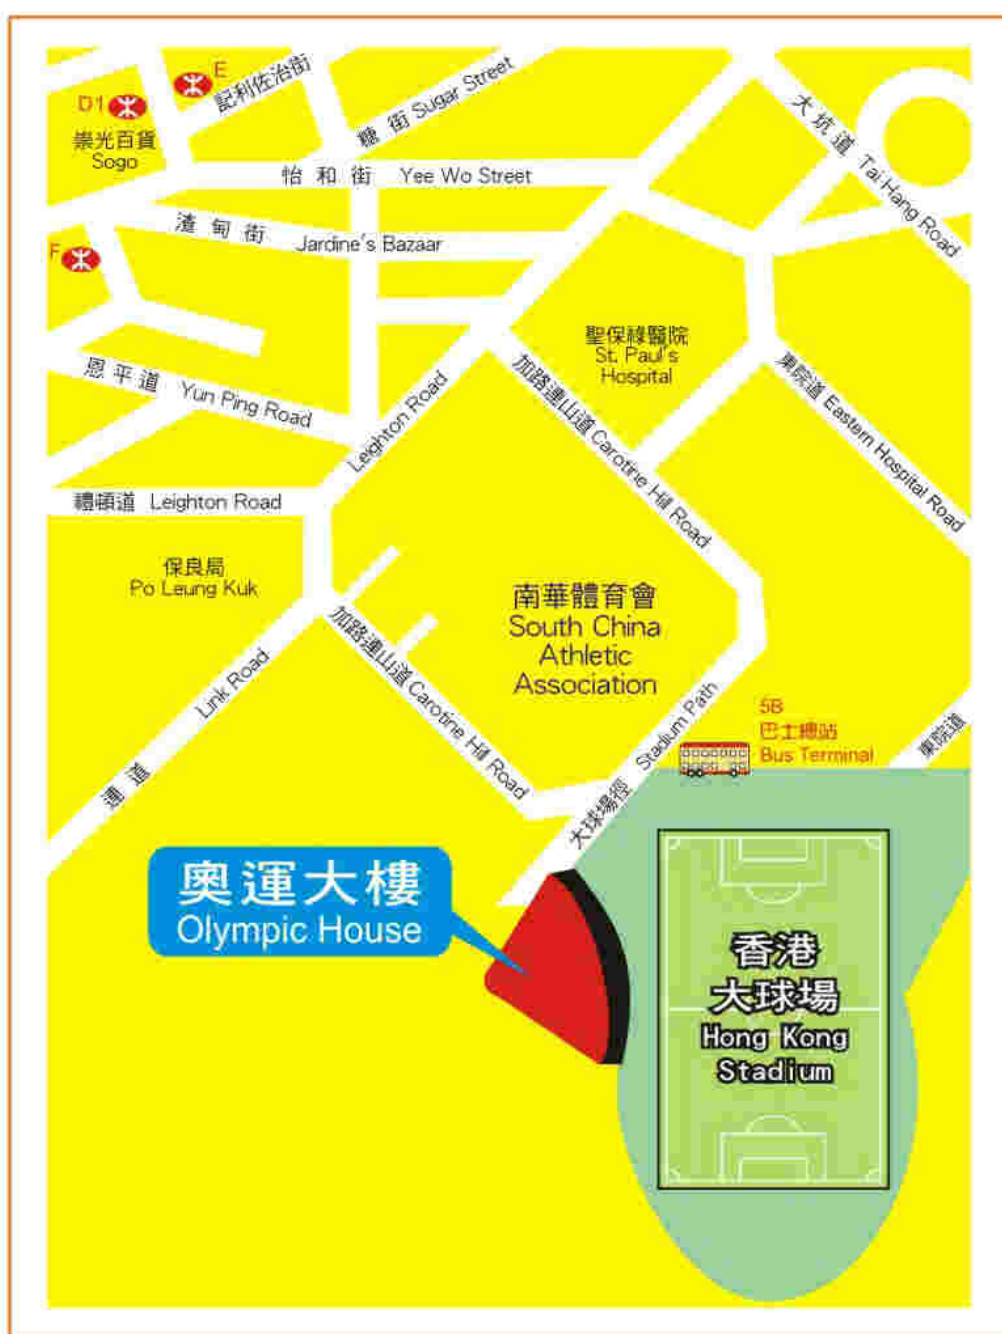 E
D1
記利佐治街
崇光百貨
Sogo
糖 街 Sugar Street
大坑道 Tai Hang Road
怡和街 Yee Wo Street
渣甸街 Jardine's Bazaar
F
聖保祿醫院
St. Paul's
Hospital
恩平道 Yun Ping Road
Leighton Road
加路連山道 Carotine Hill Road
東院道 Eastern Hospital Road
禮頓道 Leighton Road
保良局
Po Leung Kuk
南華體育會
South China
Athletic
Association
加路連山道 Carotine Hill Road
連道 Link Road
大球場徑 Stadium Path
5B
巴士總站
Bus Terminal
東院道
奧運大樓
Olympic House
香港
大球場
Hong Kong
Stadium